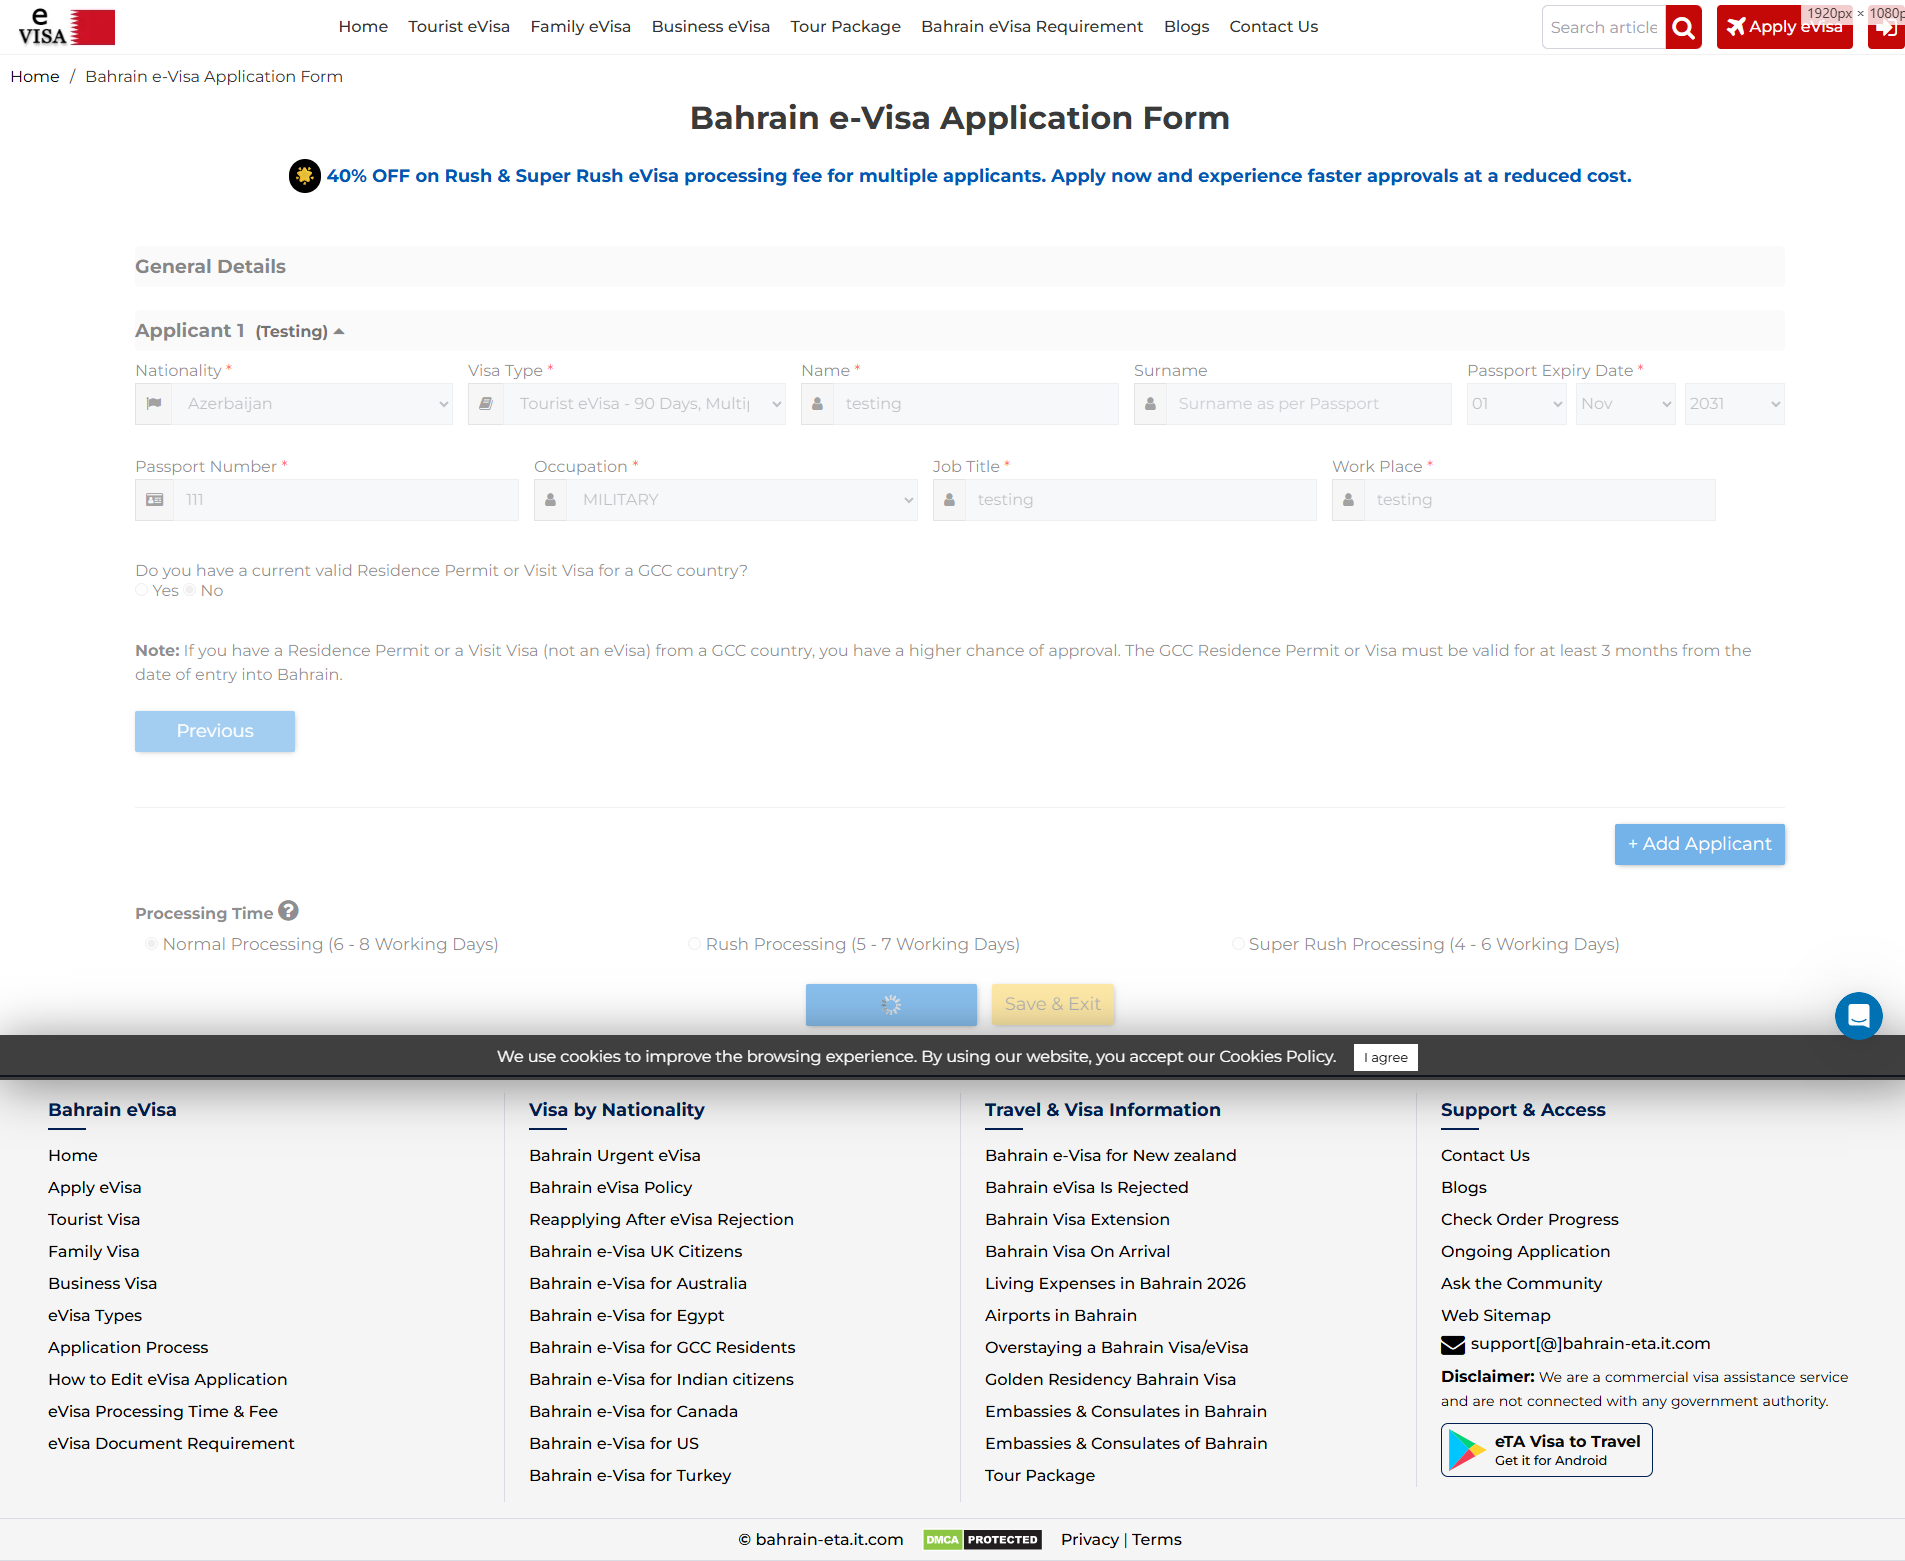 e
VISA
Home Tourist eVisa Family eVisa Business eVisa Tour Package Bahrain eVisa Requirement Blogs Contact Us
Search article
Apply eVisa
1920px × 1080p
Home / Bahrain e-Visa Application Form
Bahrain e-Visa Application Form
40% OFF on Rush & Super Rush eVisa processing fee for multiple applicants. Apply now and experience faster approvals at a reduced cost.
General Details
Applicant 1 (Testing)
Nationality * Visa Type * Name * Surname Passport Expiry Date *
Azerbaijan Tourist eVisa - 90 Days, Multip testing Surname as per Passport 01 Nov 2031
Passport Number * Occupation * Job Title * Work Place *
111 MILITARY testing testing
Do you have a current valid Residence Permit or Visit Visa for a GCC country?
Yes No
Note: If you have a Residence Permit or a Visit Visa (not an eVisa) from a GCC country, you have a higher chance of approval. The GCC Residence Permit or Visa must be valid for at least 3 months from the
date of entry into Bahrain.
Previous
+ Add Applicant
Processing Time ?
Normal Processing (6 - 8 Working Days) Rush Processing (5 - 7 Working Days) Super Rush Processing (4 - 6 Working Days)
Save & Exit
We use cookies to improve the browsing experience. By using our website, you accept our Cookies Policy. I agree
Bahrain eVisa
Home
Apply eVisa
Tourist Visa
Family Visa
Business Visa
eVisa Types
Application Process
How to Edit eVisa Application
eVisa Processing Time & Fee
eVisa Document Requirement
Visa by Nationality
Bahrain Urgent eVisa
Bahrain eVisa Policy
Reapplying After eVisa Rejection
Bahrain e-Visa UK Citizens
Bahrain e-Visa for Australia
Bahrain e-Visa for Egypt
Bahrain e-Visa for GCC Residents
Bahrain e-Visa for Indian citizens
Bahrain e-Visa for Canada
Bahrain e-Visa for US
Bahrain e-Visa for Turkey
Travel & Visa Information
Bahrain e-Visa for New zealand
Bahrain eVisa Is Rejected
Bahrain Visa Extension
Bahrain Visa On Arrival
Living Expenses in Bahrain 2026
Airports in Bahrain
Overstaying a Bahrain Visa/eVisa
Golden Residency Bahrain Visa
Embassies & Consulates in Bahrain
Embassies & Consulates of Bahrain
Tour Package
Support & Access
Contact Us
Blogs
Check Order Progress
Ongoing Application
Ask the Community
Web Sitemap
support[@]bahrain-eta.it.com
Disclaimer: We are a commercial visa assistance service
and are not connected with any government authority.
eTA Visa to Travel
Get it for Android
© bahrain-eta.it.com DMCA PROTECTED Privacy | Terms